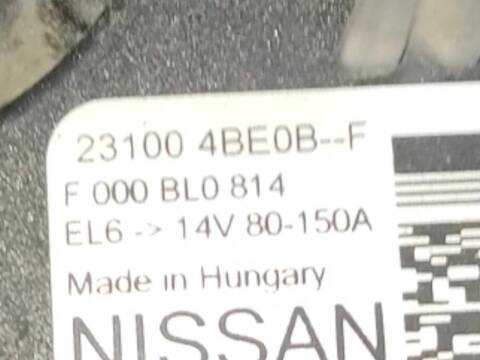 23100 4BE0B--F
F 000 BL0 814
EL6 -> 14V 80-150A
Made in Hungary
NISSAN